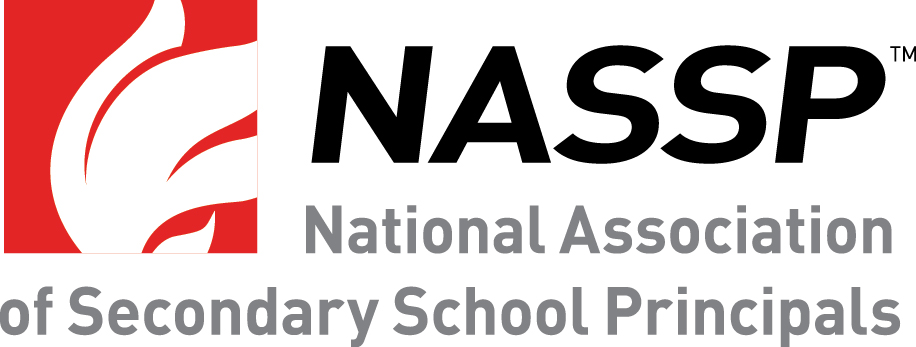 NASSP™
National Association
of Secondary School Principals